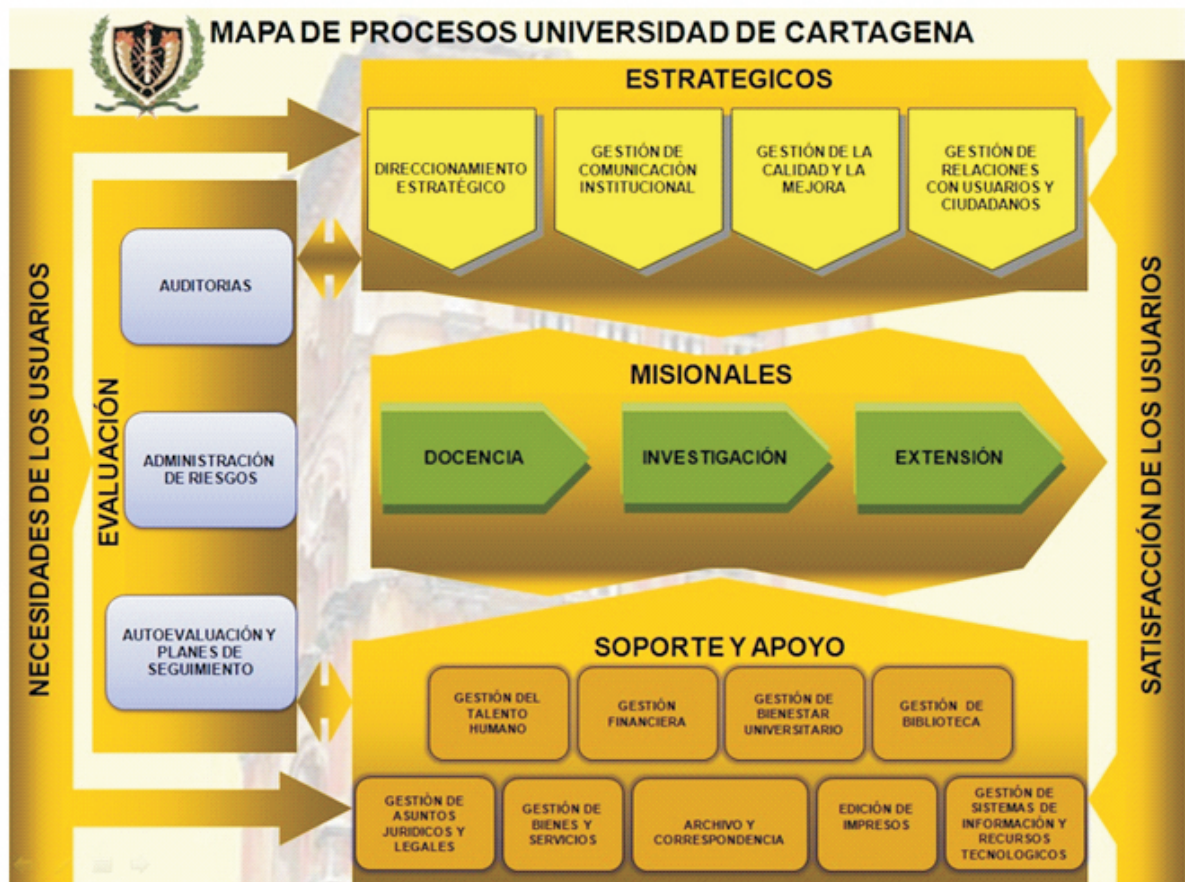 MAPA DE PROCESOS UNIVERSIDAD DE CARTAGENA
NECESIDADES DE LOS USUARIOS
ESTRATEGICOS
DIRECCIONAMIENTO
ESTRATÉGICO
GESTIÓN DE
COMUNICACIÓN
INSTITUCIONAL
GESTIÓN DE LA
CALIDAD Y LA
MEJORA
GESTIÓN DE
RELACIONES
CON USUARIOS Y
CIUDADANOS
EVALUACIÓN
AUDITORIAS
ADMINISTRACIÓN
DE RIESGOS
AUTOEVALUACIÓN Y
PLANES DE
SEGUIMIENTO
MISIONALES
DOCENCIA
INVESTIGACIÓN
EXTENSIÓN
SOPORTE Y APOYO
GESTIÓN DEL
TALENTO
HUMANO
GESTIÓN
FINANCIERA
GESTIÓN DE
BIENESTAR
UNIVERSITARIO
GESTIÓN DE
BIBLIOTECA
GESTIÒN DE
ASUNTOS
JURIDICOS Y
LEGALES
GESTIÓN DE
BIENES Y
SERVICIOS
ARCHIVO Y
CORRESPONDENCIA
EDICIÓN DE
IMPRESOS
GESTIÓN DE
SISTEMAS DE
INFORMACIÓN Y
RECURSOS
TECNOLOGICOS
SATISFACCIÓN DE LOS USUARIOS